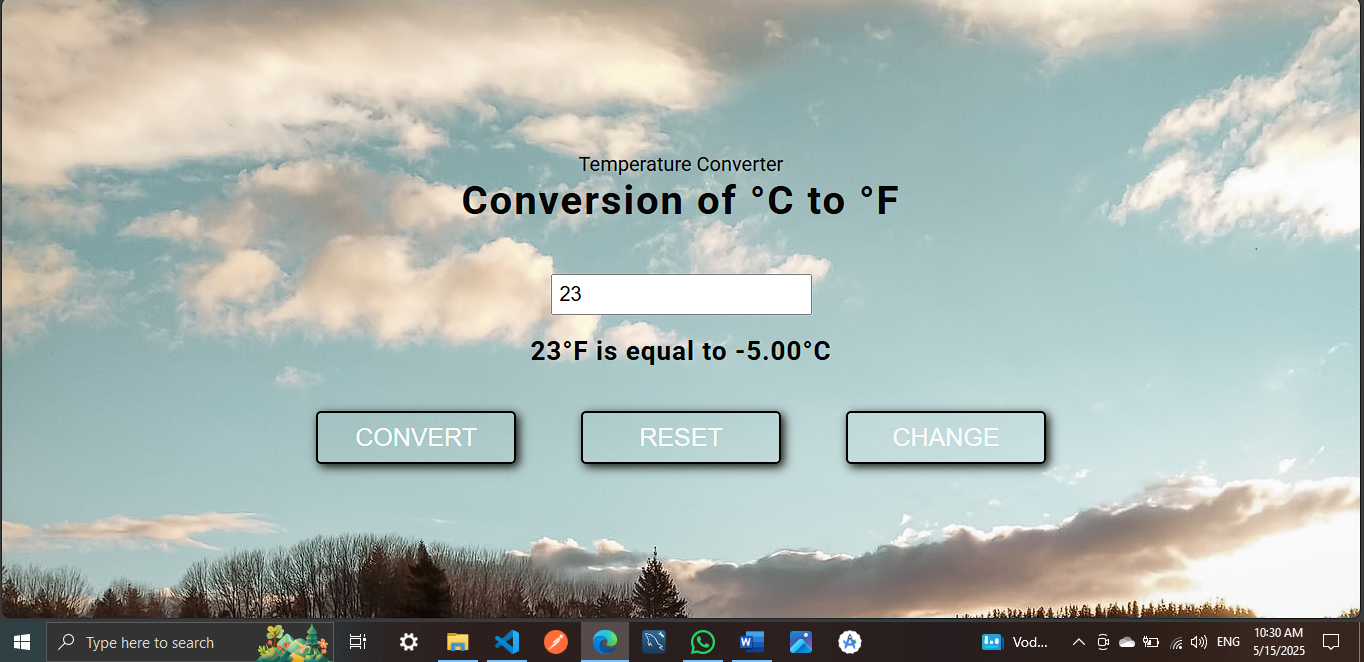 Temperature Converter
Conversion of °C to °F
23
23°F is equal to -5.00°C
CONVERT RESET CHANGE
Type here to search
W
Vod...
ENG
10:30 AM
5/15/2025